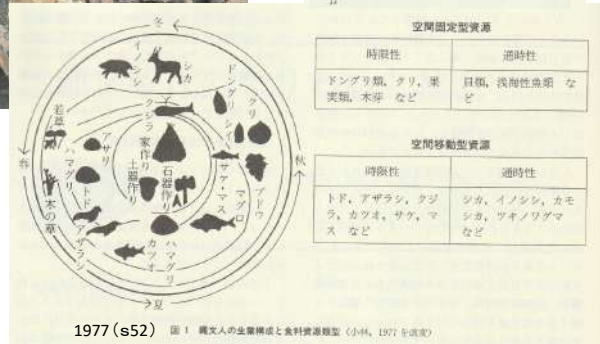 冬
イノシシ
シカ
ドングリ
クリ
シイ
クジラ
若草
アサリ
ハマグリ
家作り
石器作り
土器作り
サケ・マス
ブドウ
マグロ
春
秋
木の草
トド
アザラシ
ハマグリ
カツオ
夏
空間固定型資源
時限性
通時性
ドングリ類，クリ，果
実類，木芽 など
貝類，浅海性魚類 な
ど
空間移動型資源
時限性
通時性
トド，アザラシ，クジ
ラ，カツオ，サケ，マ
ス など
シカ，イノシシ，カモ
シカ，ツキノワグマ
など
1977（s52） 図1 縄文人の生業構成と食料資源類型（小林，1977を改変）